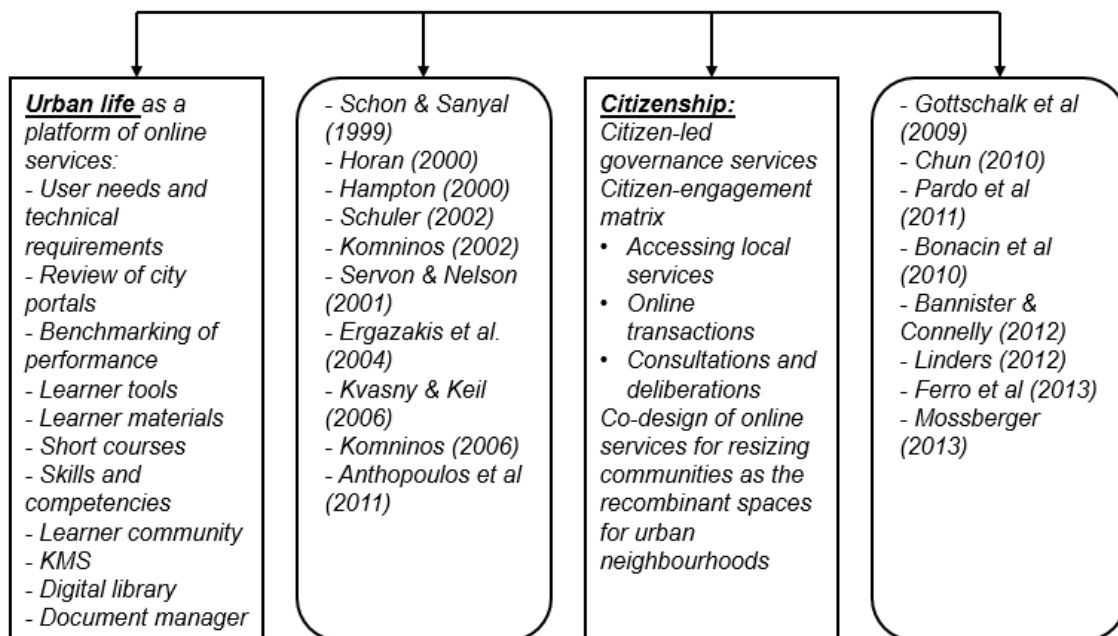 Urban life as a
platform of online
services:
- User needs and
technical
requirements
- Review of city
portals
- Benchmarking of
performance
- Learner tools
- Learner materials
- Short courses
- Skills and
competencies
- Learner community
- KMS
- Digital library
- Document manager
- Schon & Sanyal
(1999)
- Horan (2000)
- Hampton (2000)
- Schuler (2002)
- Komninos (2002)
- Servon & Nelson
(2001)
- Ergazakis et al.
(2004)
- Kvasny & Keil
(2006)
- Komninos (2006)
- Anthopoulos et al
(2011)
Citizenship:
Citizen-led
governance services
Citizen-engagement
matrix
• Accessing local
services
• Online
transactions
• Consultations and
deliberations
Co-design of online
services for resizing
communities as the
recombinant spaces
for urban
neighbourhoods
- Gottschalk et al
(2009)
- Chun (2010)
- Pardo et al
(2011)
- Bonacin et al
(2010)
- Bannister &
Connelly (2012)
- Linders (2012)
- Ferro et al (2013)
- Mossberger
(2013)